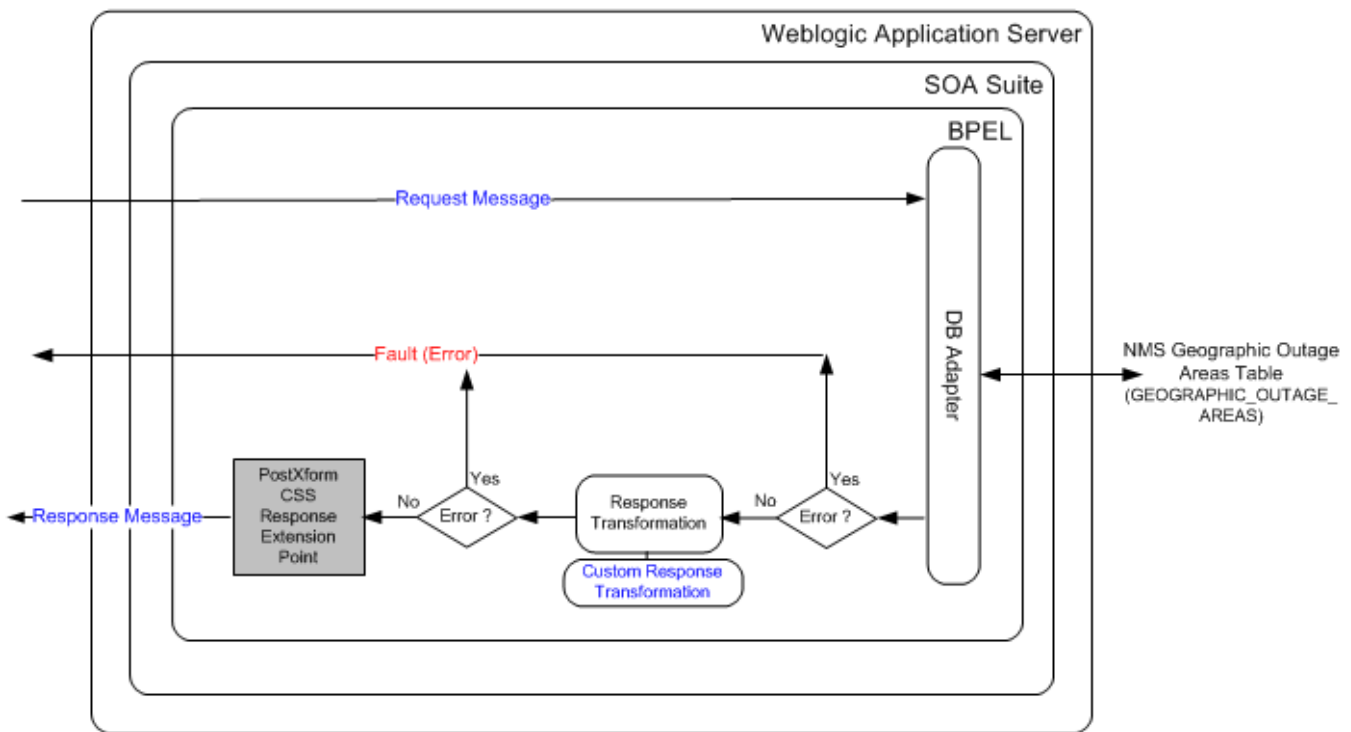 Weblogic Application Server
SOA Suite
BPEL
Request Message
DB Adapter
Fault (Error)
NMS Geographic Outage
Areas Table
(GEOGRAPHIC_OUTAGE_
AREAS)
PostXform
CSS
Response
Extension
Point
No
Yes
Error ?
Response
Transformation
No
Yes
Error ?
Response Message
Custom Response
Transformation